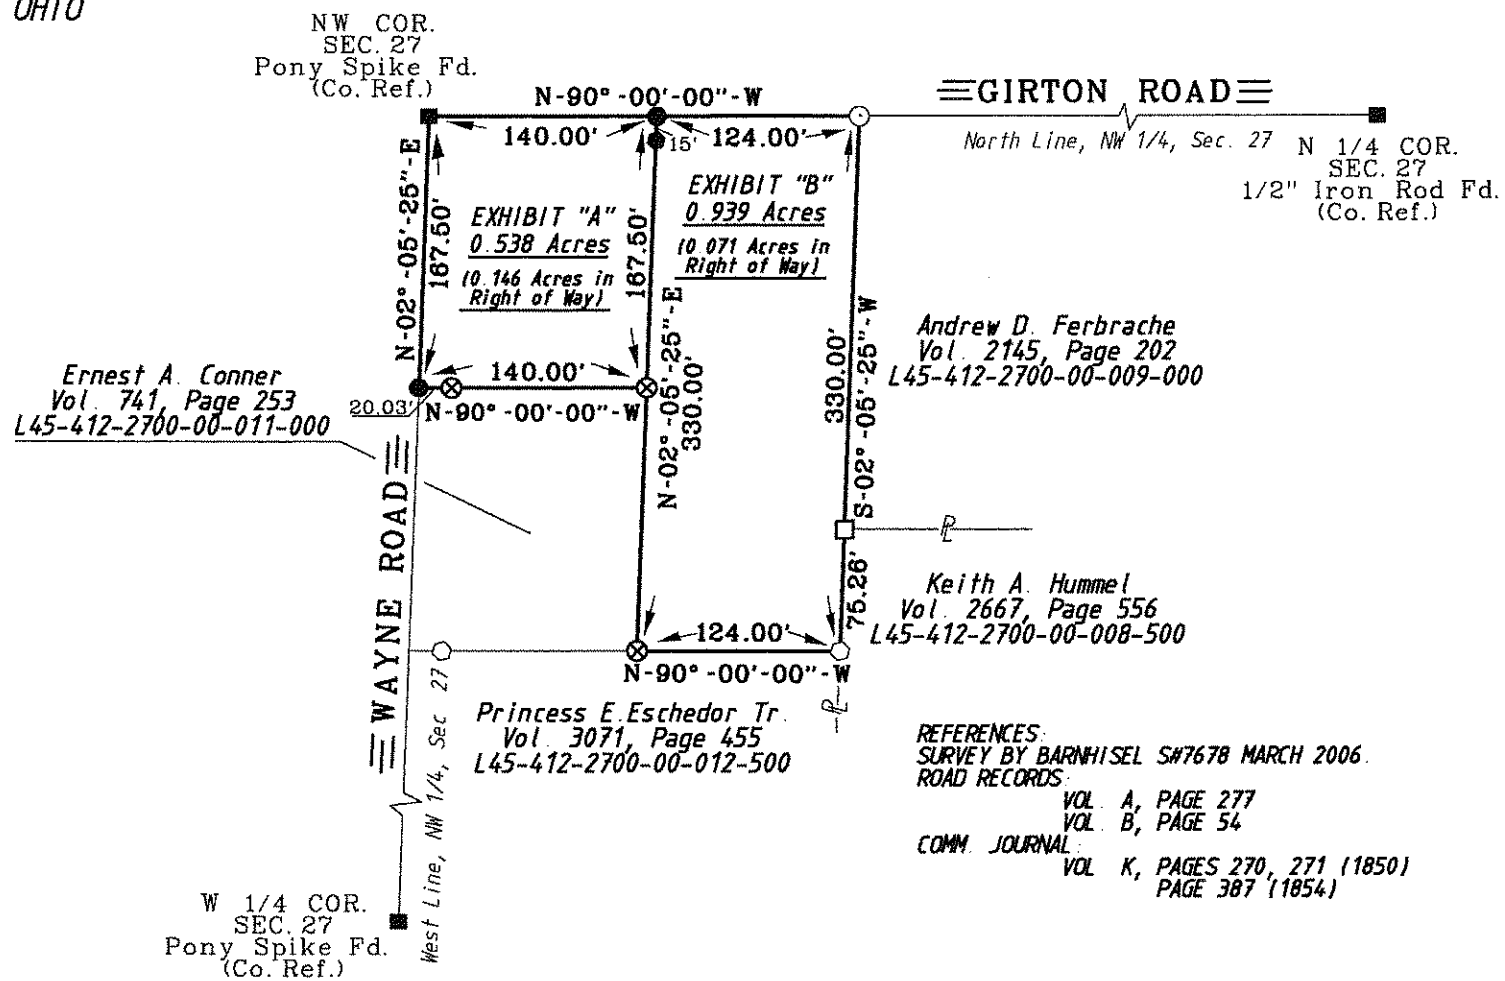 OHIO
NW COR.
SEC. 27
Pony Spike Fd.
(Co. Ref.)
N-90°-00'-00"-W
GIRTON ROAD
140.00'
124.00'
15'
North Line, NW 1/4, Sec. 27
N 1/4 COR.
SEC. 27
1/2" Iron Rod Fd.
(Co. Ref.)
N-02°-05'-25"-E
167.50'
EXHIBIT "A"
0.538 Acres
(0.146 Acres in
Right of Way)
167.50'
EXHIBIT "B"
0.939 Acres
(0.071 Acres in
Right of Way)
N-02°-05'-25"-E
330.00'
330.00'
S-02°-05'-25"-W
Andrew D. Ferbrache
Vol. 2145, Page 202
L45-412-2700-00-009-000
Ernest A. Conner
Vol. 741, Page 253
L45-412-2700-00-011-000
140.00'
20.03'
N-90°-00'-00"-W
WAYNE ROAD
PL
75.26'
Keith A. Hummel
Vol. 2667, Page 556
L45-412-2700-00-008-500
124.00'
N-90°-00'-00"-W
PL
Princess E. Eschedor Tr.
Vol. 3071, Page 455
L45-412-2700-00-012-500
West Line, NW 1/4, Sec 27
REFERENCES:
SURVEY BY BARNHISEL S#7678 MARCH 2006.
ROAD RECORDS:
VOL. A, PAGE 277
VOL. B, PAGE 54
COMM. JOURNAL:
VOL K, PAGES 270, 271 (1850)
PAGE 387 (1854)
W 1/4 COR.
SEC. 27
Pony Spike Fd.
(Co. Ref.)